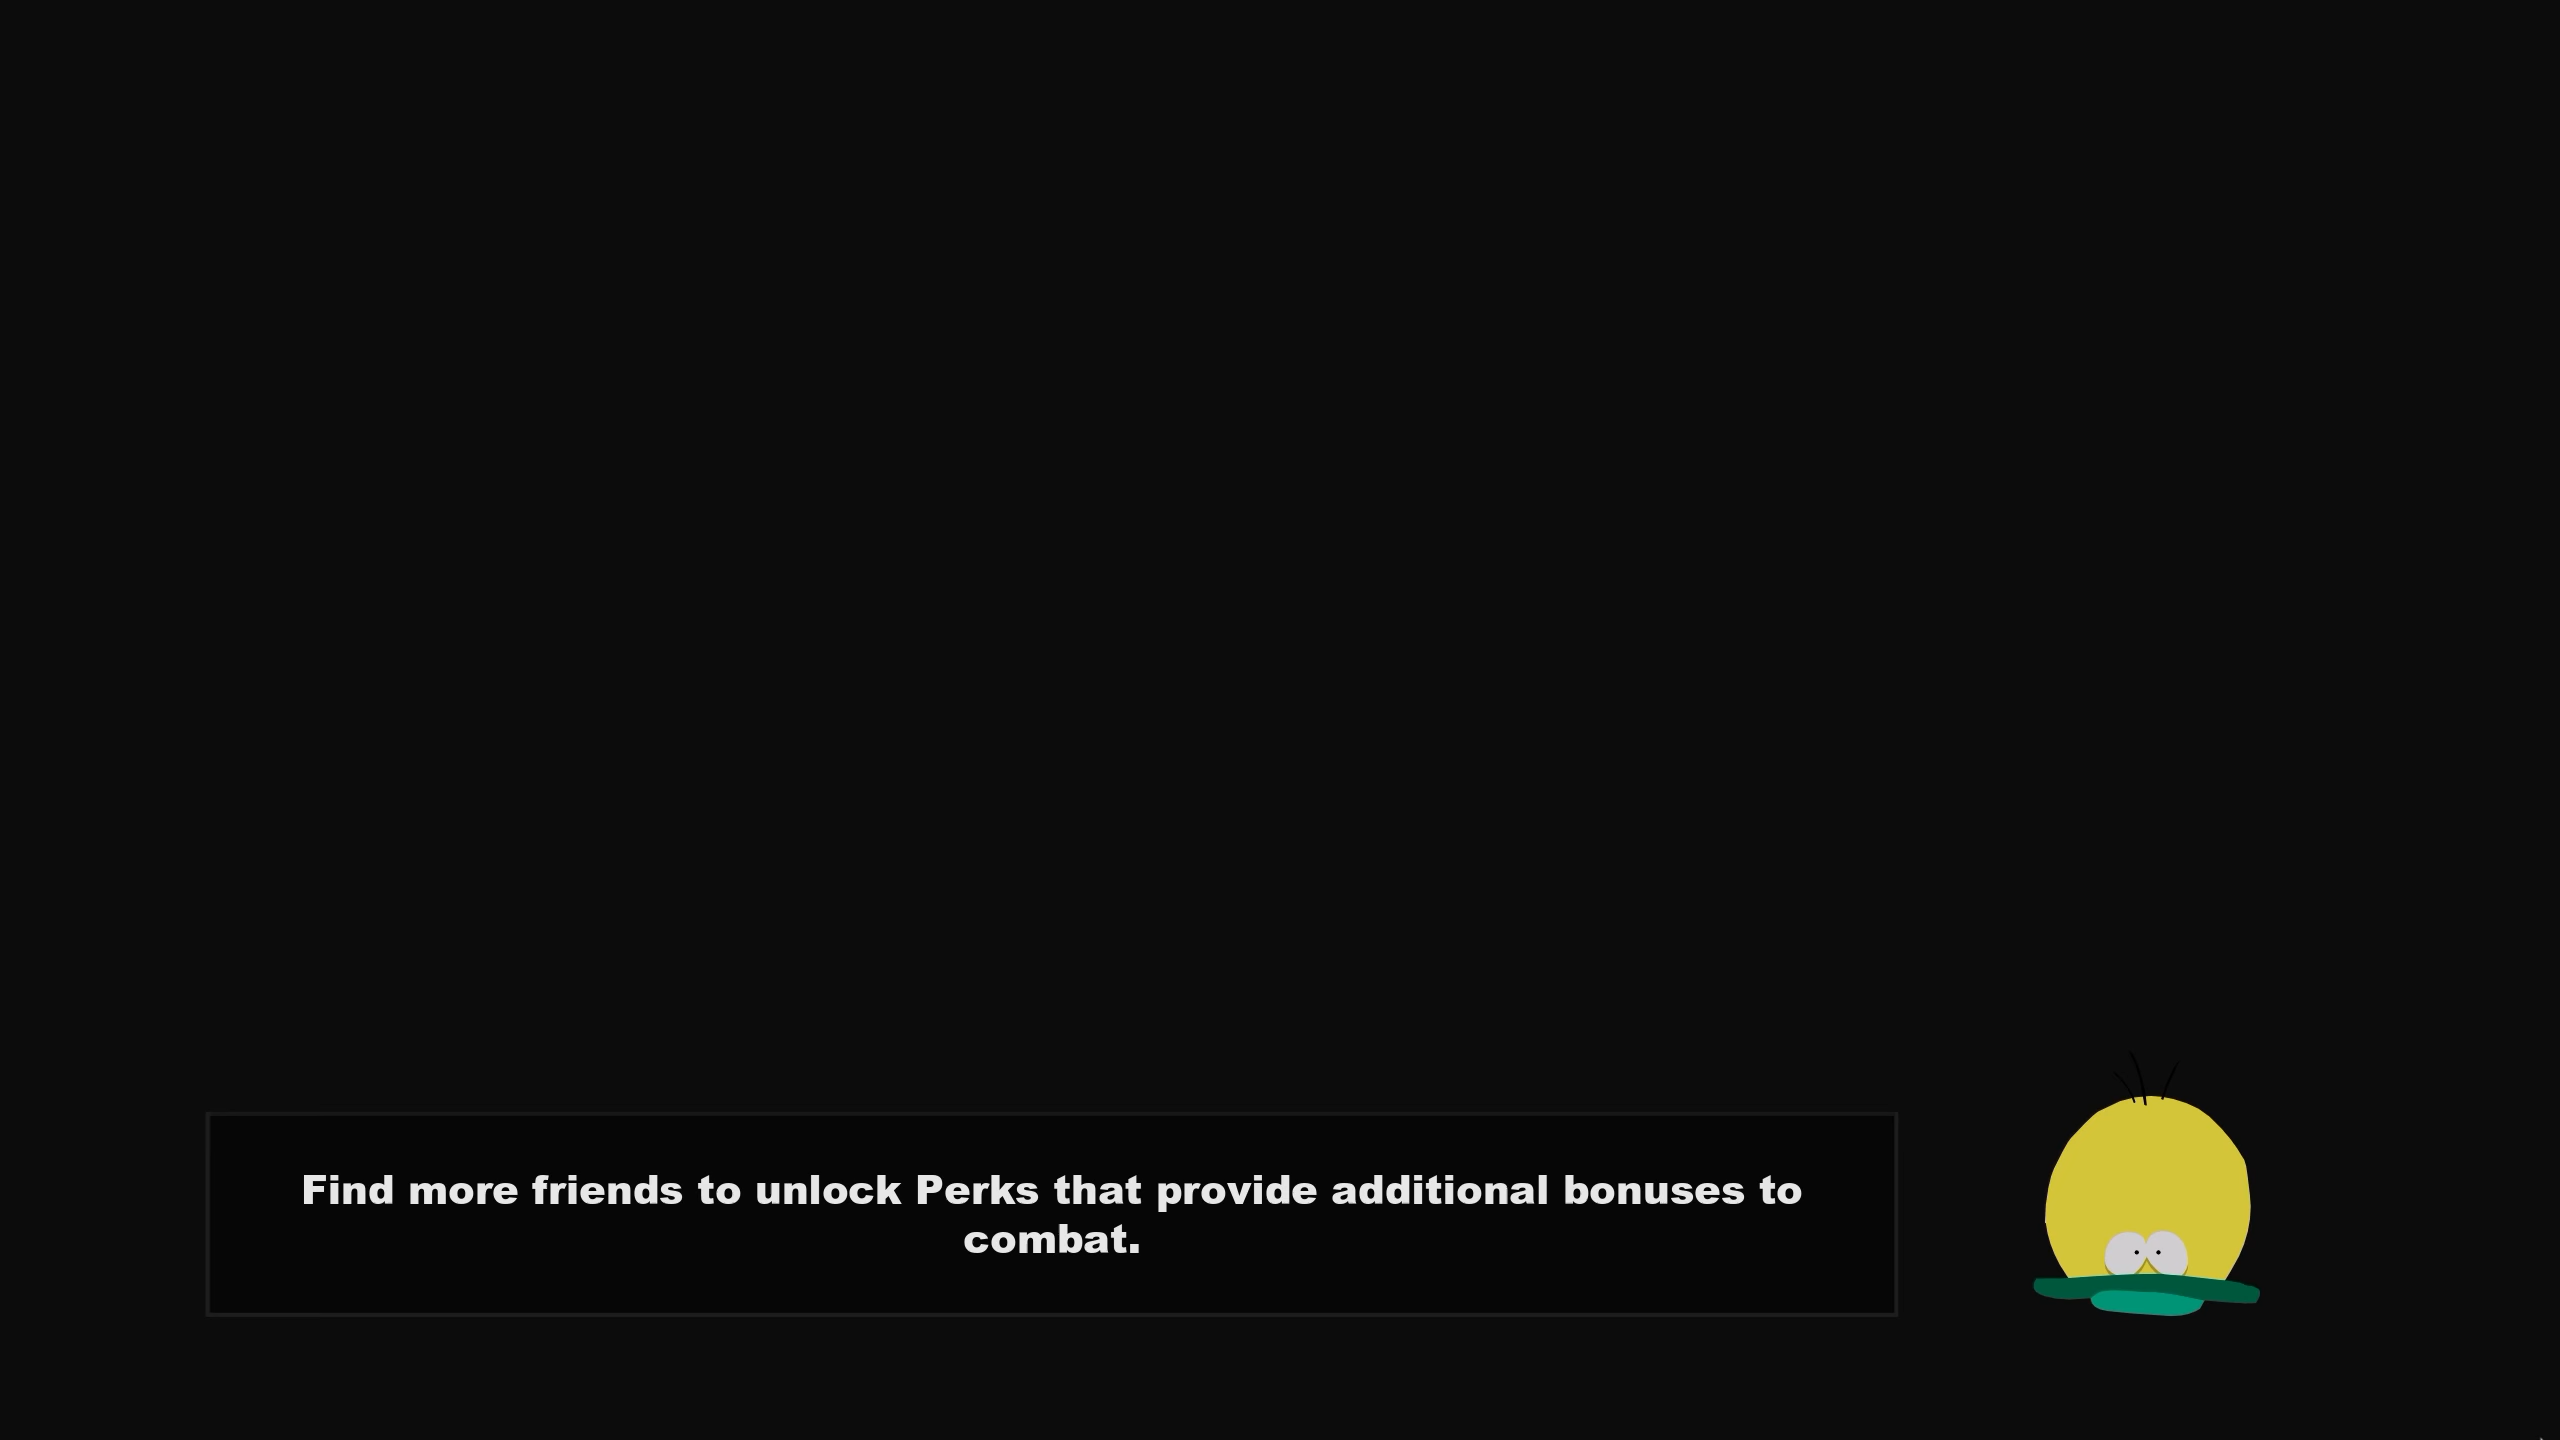 Find more friends to unlock Perks that provide additional bonuses to
combat.